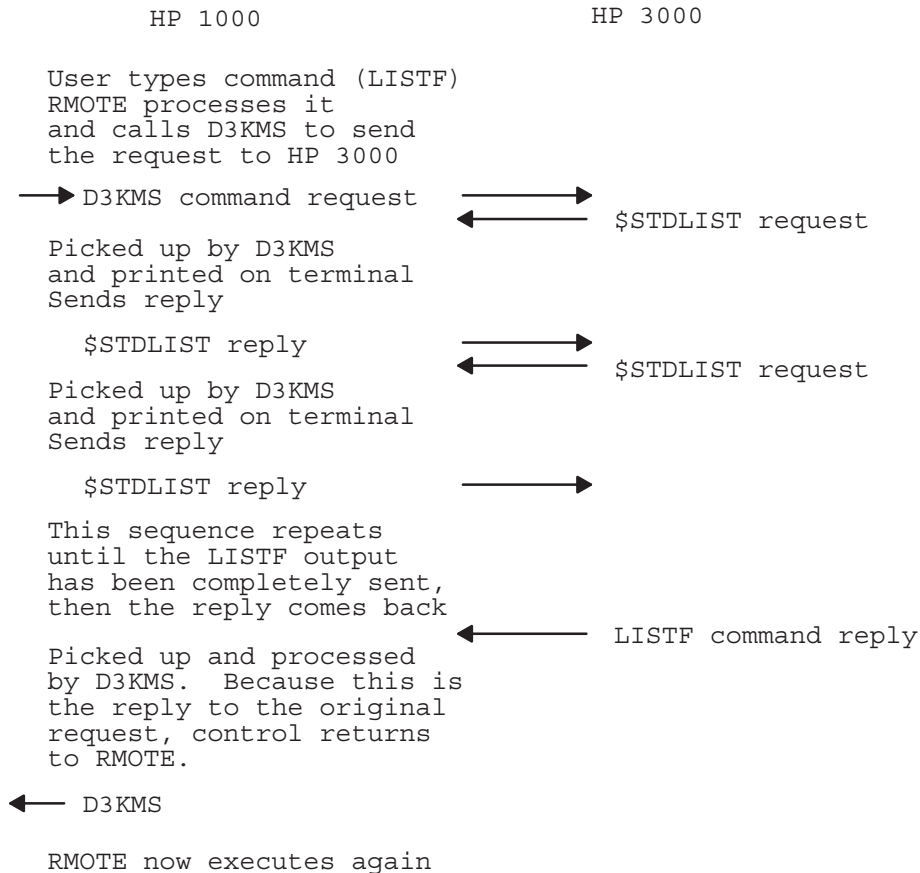 HP 1000
HP 3000
User types command (LISTF)
RMOTE processes it
and calls D3KMS to send
the request to HP 3000
D3KMS command request
$STDLIST request
Picked up by D3KMS
and printed on terminal
Sends reply
$STDLIST reply
$STDLIST request
Picked up by D3KMS
and printed on terminal
Sends reply
$STDLIST reply
This sequence repeats
until the LISTF output
has been completely sent,
then the reply comes back
LISTF command reply
Picked up and processed
by D3KMS.  Because this is
the reply to the original
request, control returns
to RMOTE.
D3KMS
RMOTE now executes again